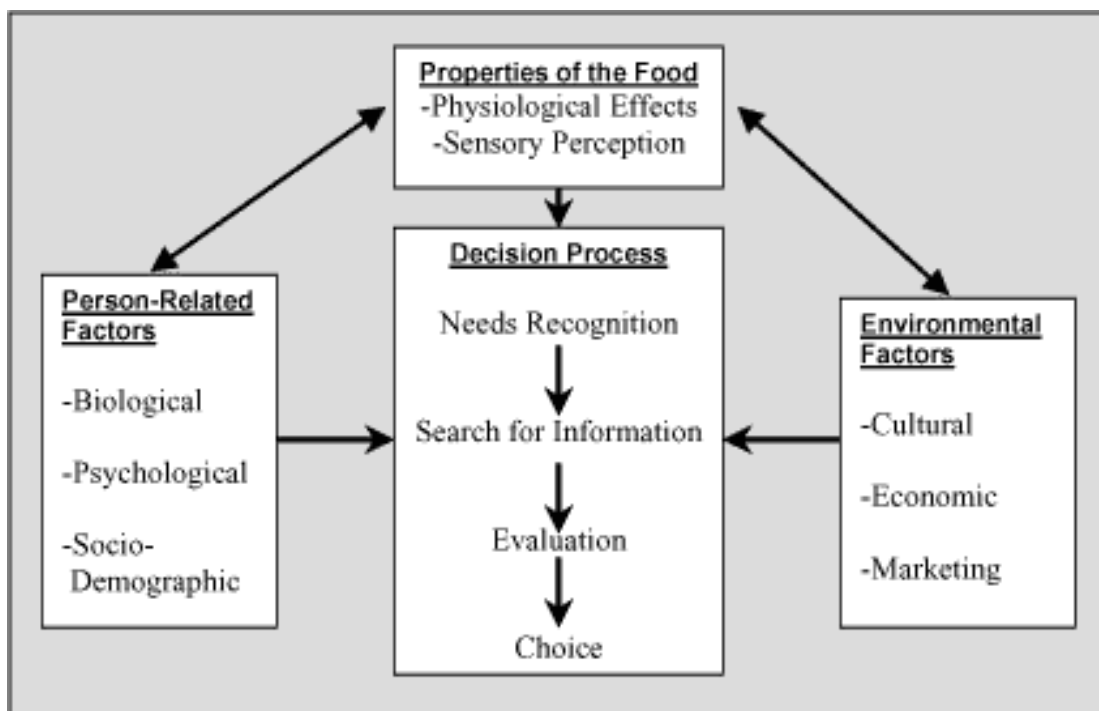 Properties of the Food
-Physiological Effects
-Sensory Perception
Decision Process
Needs Recognition
Search for Information
Evaluation
Choice
Person-Related
Factors
-Biological
-Psychological
-Socio-
Demographic
Environmental
Factors
-Cultural
-Economic
-Marketing